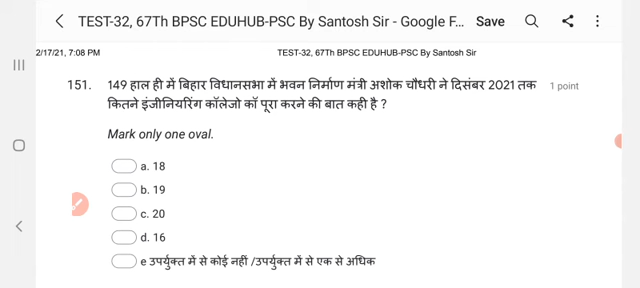 TEST-32, 67Th BPSC EDUHUB-PSC By Santosh Sir - Google F... Save
2/17/21, 7:08 PM TEST-32, 67Th BPSC EDUHUB-PSC By Santosh Sir
151. 149 हाल ही में बिहार विधानसभा में भवन निर्माण मंत्री अशोक चौधरी ने दिसंबर 2021 तक 1 point
कितने इंजीनियरिंग कॉलेजो कॉ पूरा करने की बात कही है ?
Mark only one oval.
a. 18
b. 19
c. 20
d. 16
e उपर्युक्त में से कोई नहीं /उपर्युक्त में से एक से अधिक